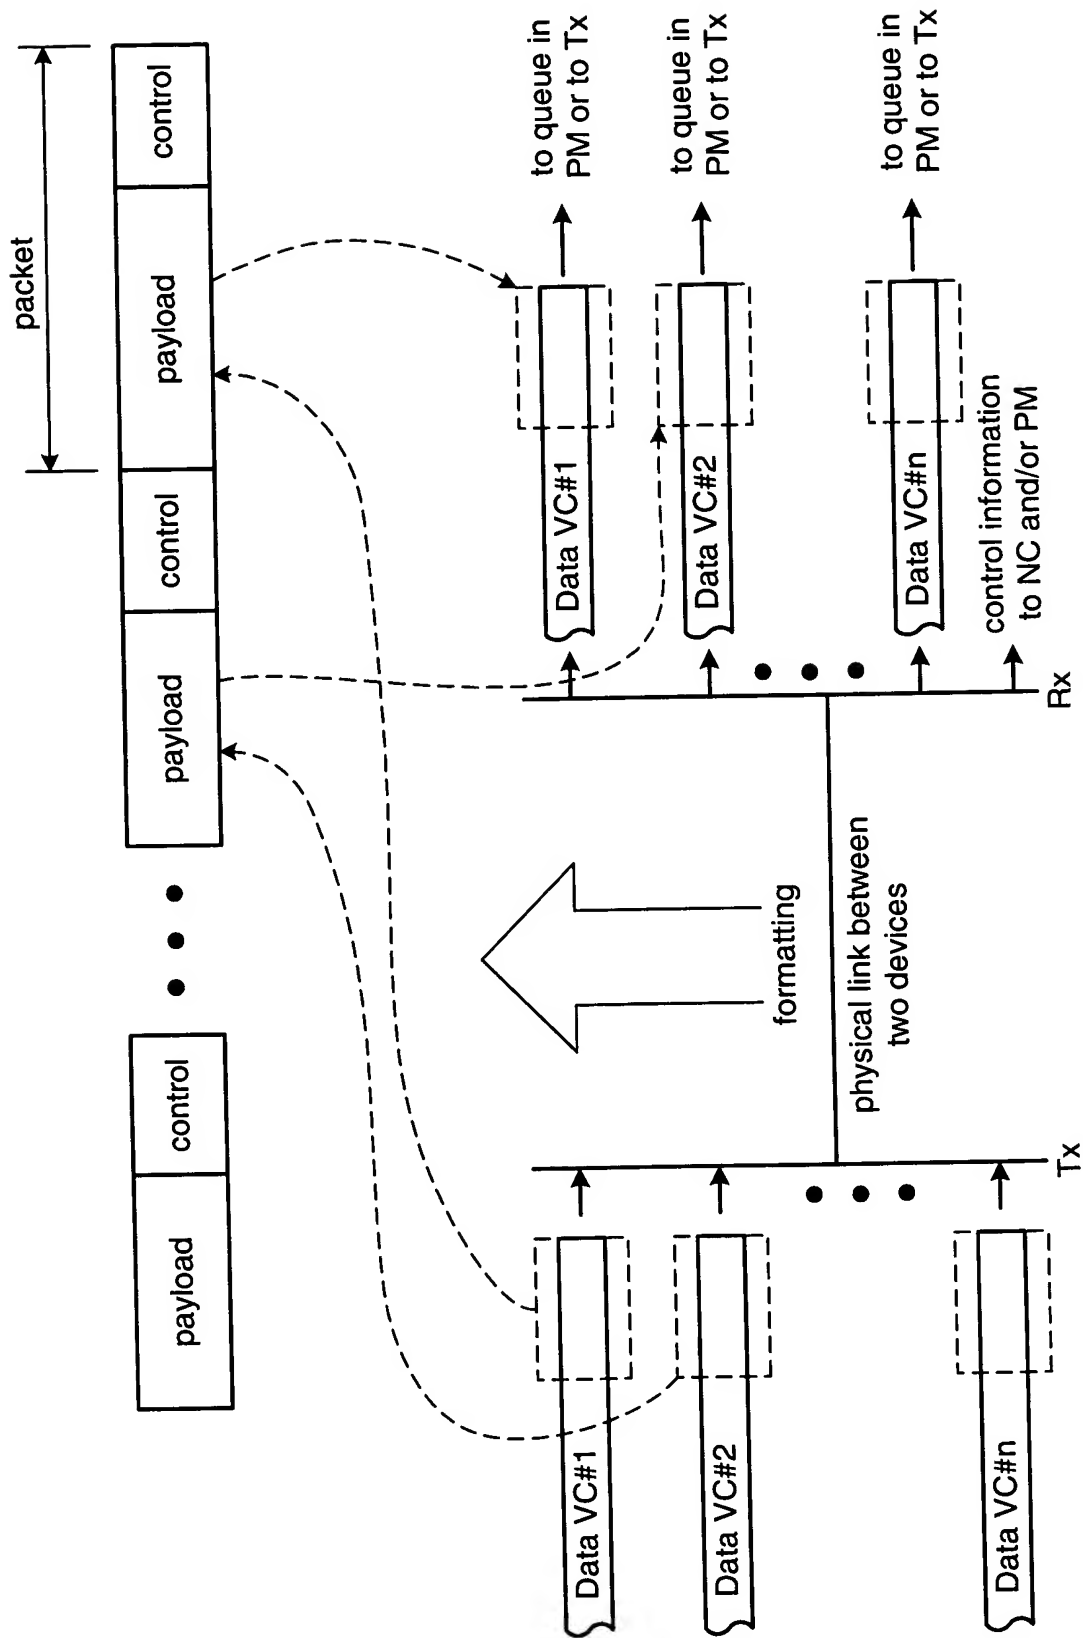 packet
payload
control
payload
control
payload
control
Data VC#1
Data VC#2
Data VC#n
Tx
formatting
physical link between
two devices
Rx
Data VC#1
to queue in
PM or to Tx
Data VC#2
to queue in
PM or to Tx
Data VC#n
to queue in
PM or to Tx
control information
to NC and/or PM